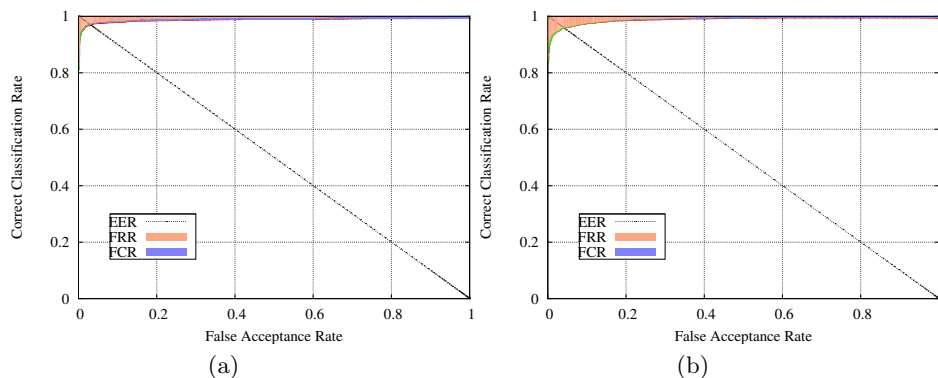 1
0.8
0.6
0.4
0.2
0
Correct Classification Rate
EER
FRR
FCR
0 0.2 0.4 0.6 0.8 1
False Acceptance Rate
(a)
1
0.8
0.6
0.4
0.2
0
Correct Classification Rate
EER
FRR
FCR
0 0.2 0.4 0.6 0.8
False Acceptance Rate
(b)